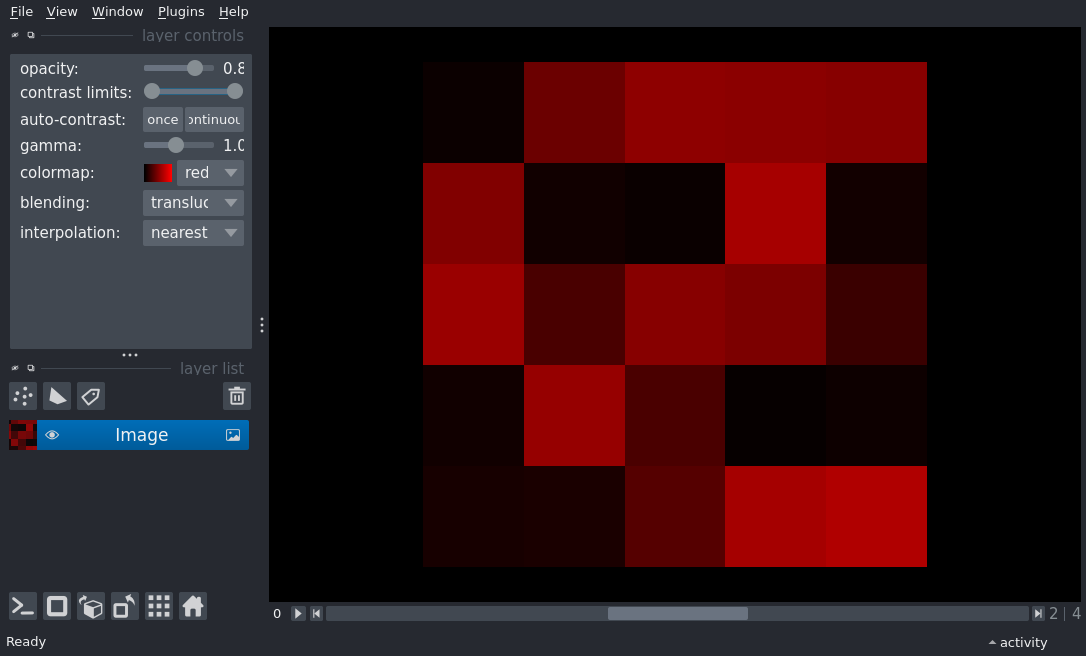 File View Window Plugins Help
layer controls
opacity: 0.8
contrast limits:
auto-contrast: once ontinuou
gamma: 1.0
colormap: red
blending: transluc
interpolation: nearest
layer list
Image
0 2 | 4
Ready
activity